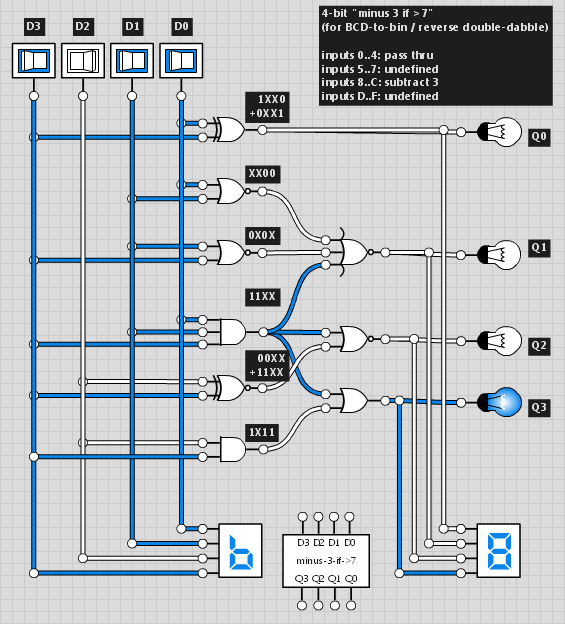 D3 D2 D1 D0
4-bit "minus 3 if >7"
(for BCD-to-bin / reverse double-dabble)
inputs 0..4: pass thru
inputs 5..7: undefined
inputs 8..C: subtract 3
inputs D..F: undefined
1XX0
+0XX1
Q0
XX00
0X0X
Q1
11XX
Q2
00XX
+11XX
Q3
1X11
b
D3 D2 D1 D0
minus-3-if->7
Q3 Q2 Q1 Q0
8